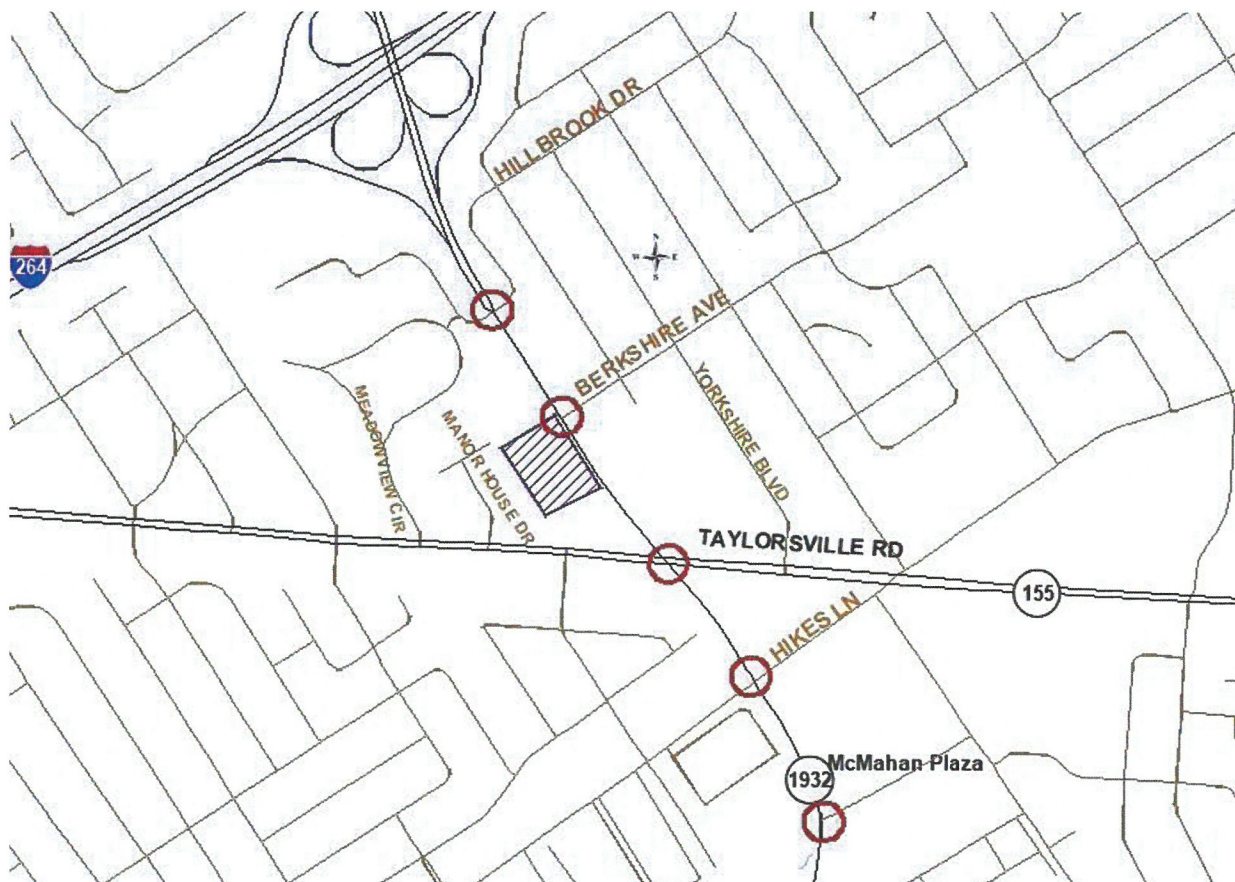 HILLBROOK DR
N
W E
S
264
BERKSHIRE AVE
YORKSHIRE BLVD
MEADOWVIEW CIR
MANOR HOUSE DR
TAYLORSVILLE RD
155
HIKES LN
McMahan Plaza
1932